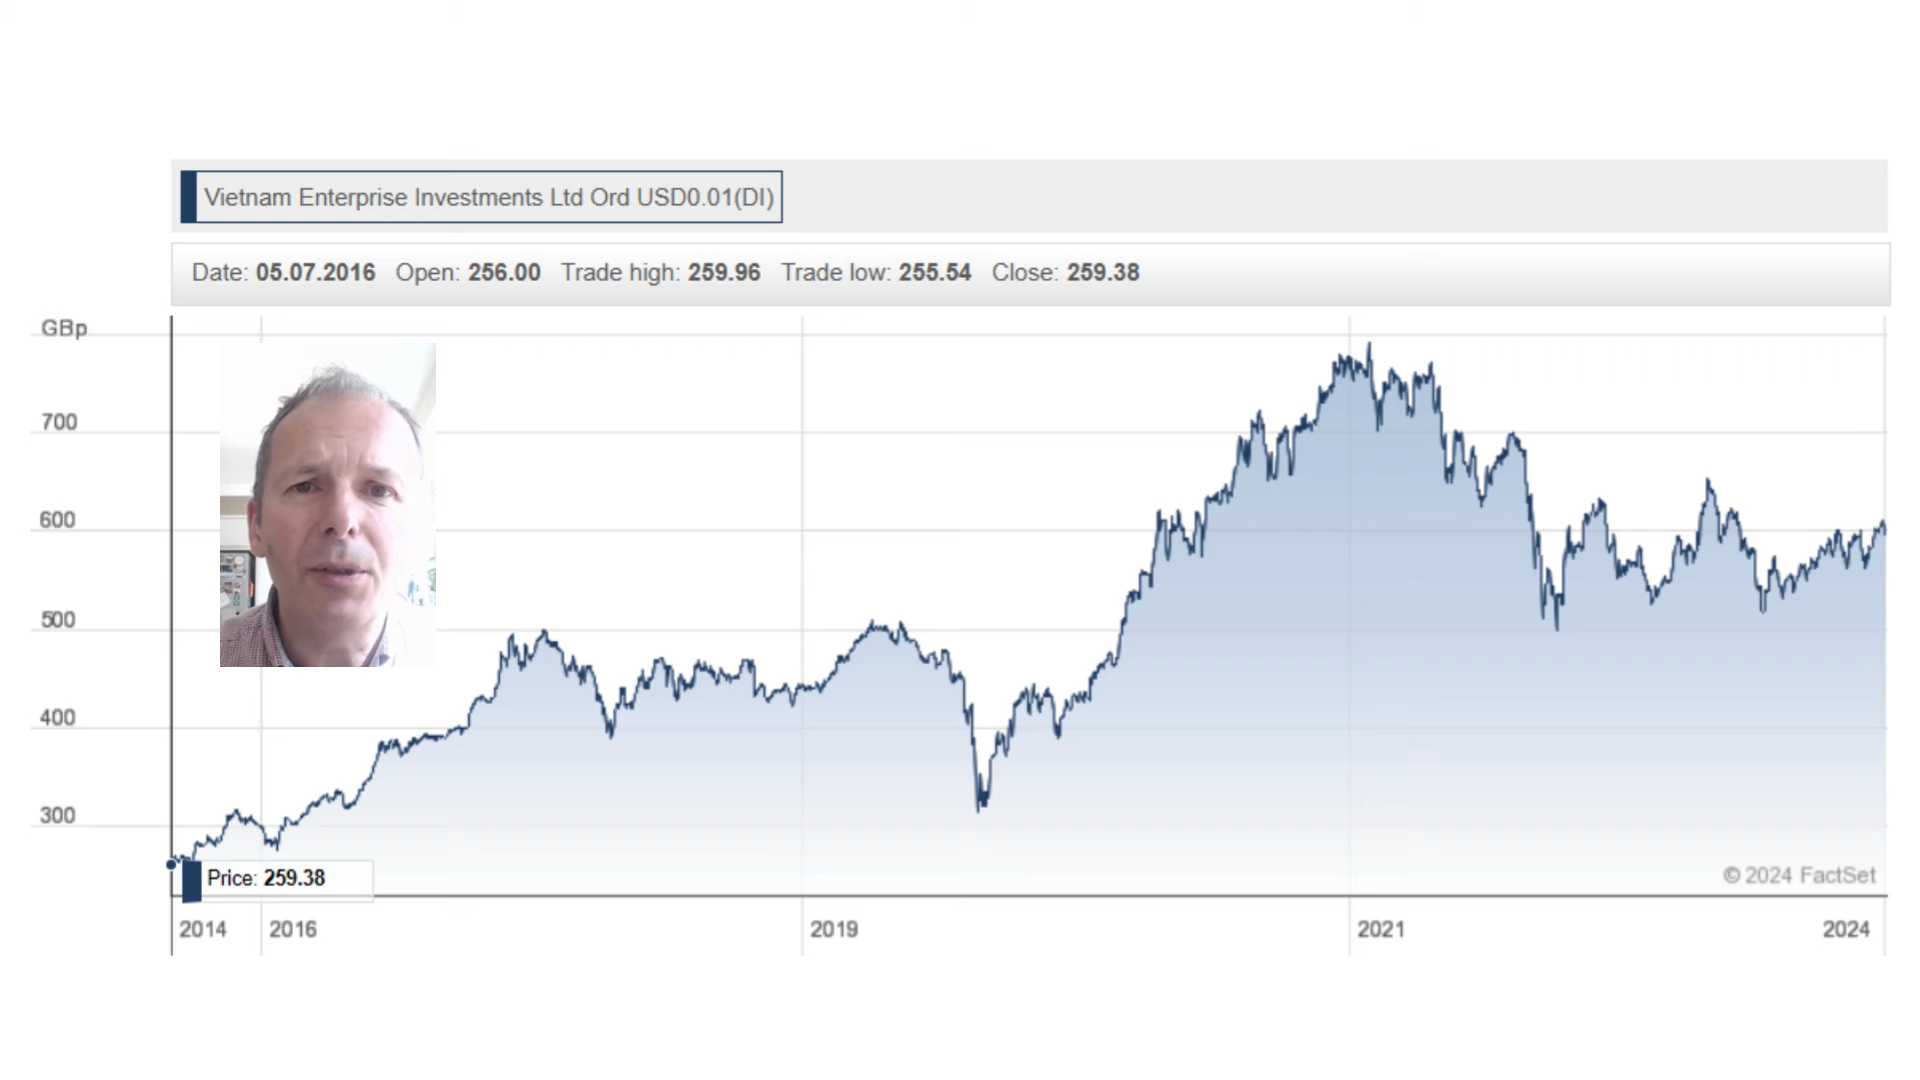 Vietnam Enterprise Investments Ltd Ord USD0.01(DI)
Date: 05.07.2016 Open: 256.00 Trade high: 259.96 Trade low: 255.54 Close: 259.38
GBp
700
600
500
400
300
Price: 259.38
© 2024 FactSet
2014 2016 2019 2021 2024